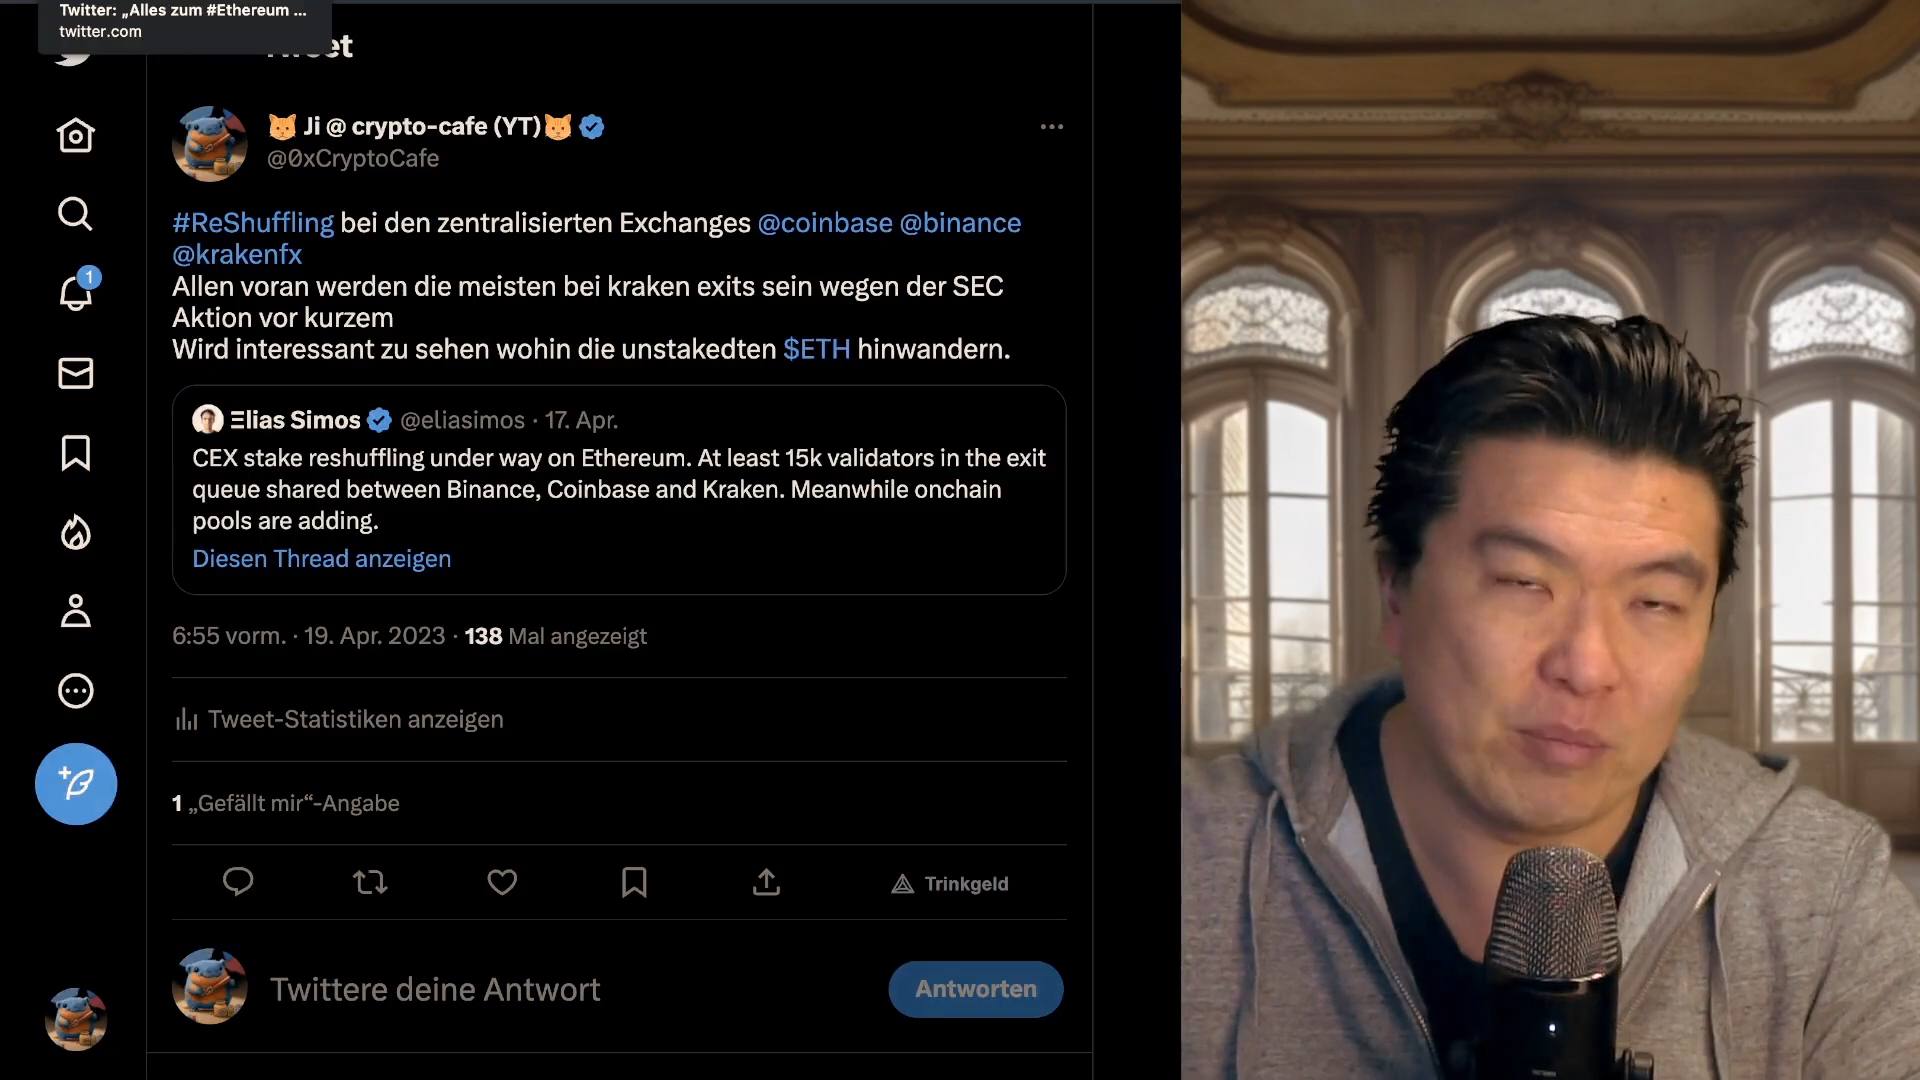 Twitter: „Alles zum #Ethereum ...
twitter.com
Tweet
🐱 Ji @ crypto-cafe (YT)🐱
@0xCryptoCafe
#ReShuffling bei den zentralisierten Exchanges @coinbase @binance
@krakenfx
Allen voran werden die meisten bei kraken exits sein wegen der SEC
Aktion vor kurzem
Wird interessant zu sehen wohin die unstakedten $ETH hinwandern.
Ξlias Simos @eliasimos · 17. Apr.
CEX stake reshuffling under way on Ethereum. At least 15k validators in the exit
queue shared between Binance, Coinbase and Kraken. Meanwhile onchain
pools are adding.
Diesen Thread anzeigen
6:55 vorm. · 19. Apr. 2023 · 138 Mal angezeigt
Tweet-Statistiken anzeigen
1 „Gefällt mir“-Angabe
Trinkgeld
Twittere deine Antwort
Antworten
1